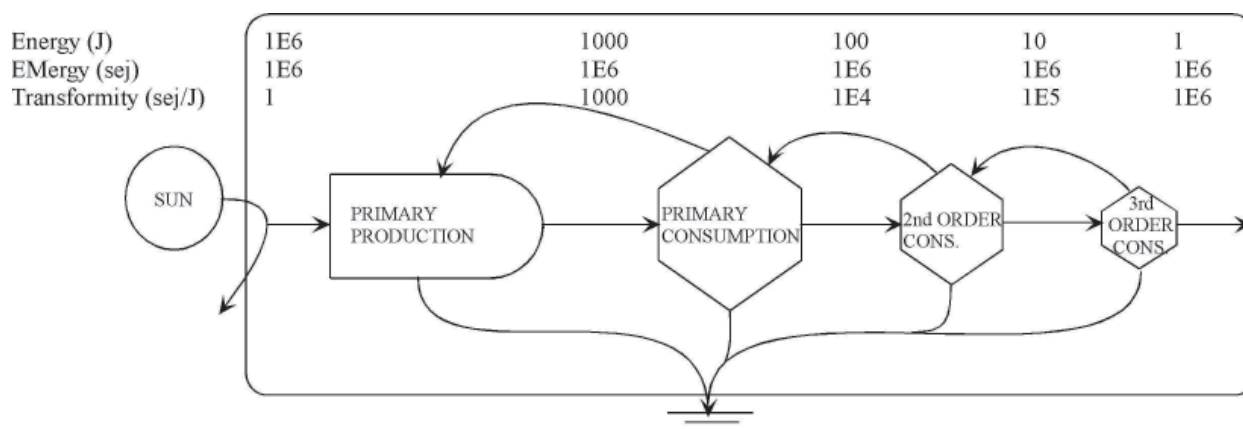 Energy (J) 1E6 1000 100 10 1
EMergy (sej) 1E6 1E6 1E6 1E6 1E6
Transformity (sej/J) 1 1000 1E4 1E5 1E6
SUN
PRIMARY
PRODUCTION
PRIMARY
CONSUMPTION
2nd ORDER
CONS.
3rd
ORDER
CONS.